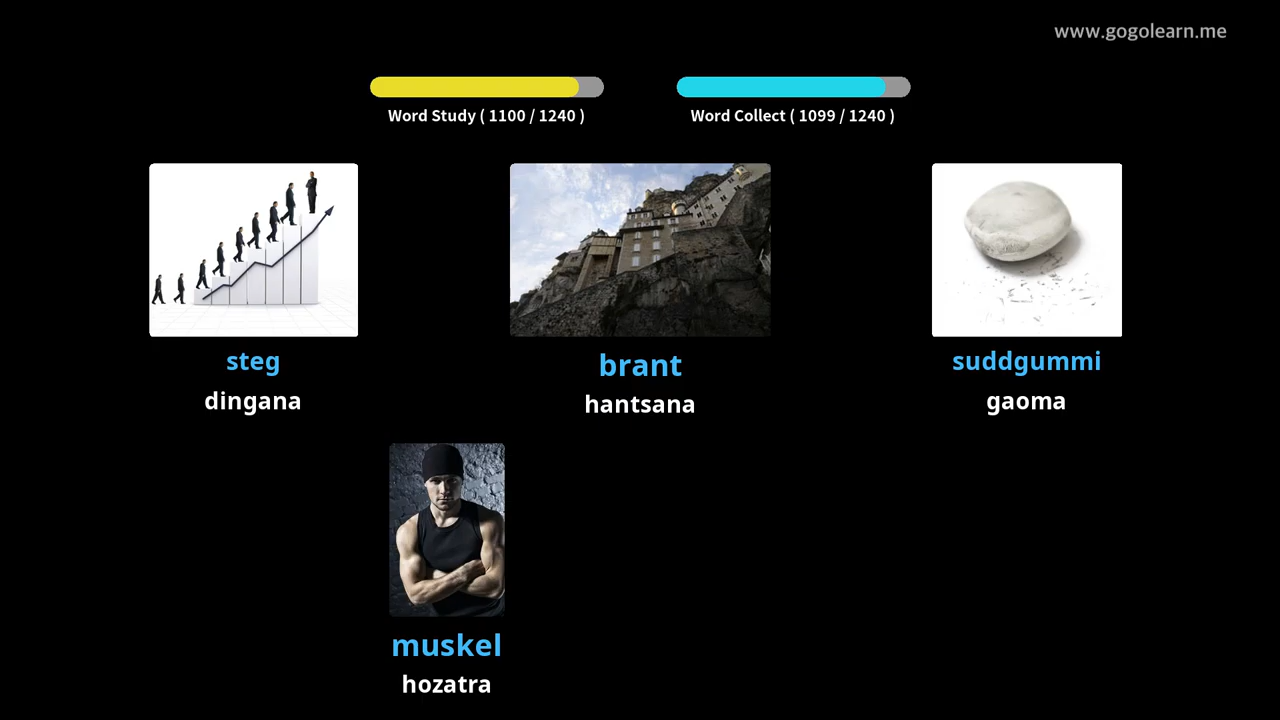 www.gogolearn.me
Word Study ( 1100 / 1240 )
Word Collect ( 1099 / 1240 )
steg
dingana
brant
hantsana
suddgummi
gaoma
muskel
hozatra